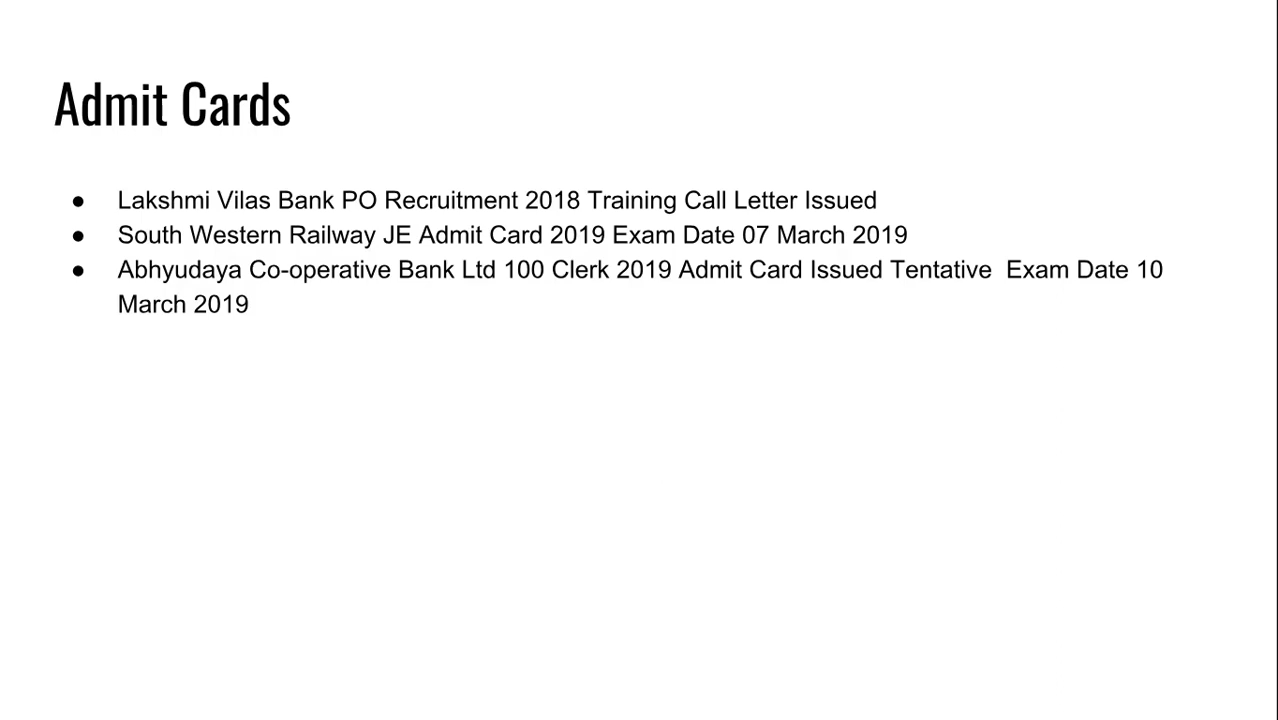 Admit Cards
● Lakshmi Vilas Bank PO Recruitment 2018 Training Call Letter Issued
● South Western Railway JE Admit Card 2019 Exam Date 07 March 2019
● Abhyudaya Co-operative Bank Ltd 100 Clerk 2019 Admit Card Issued Tentative  Exam Date 10
March 2019